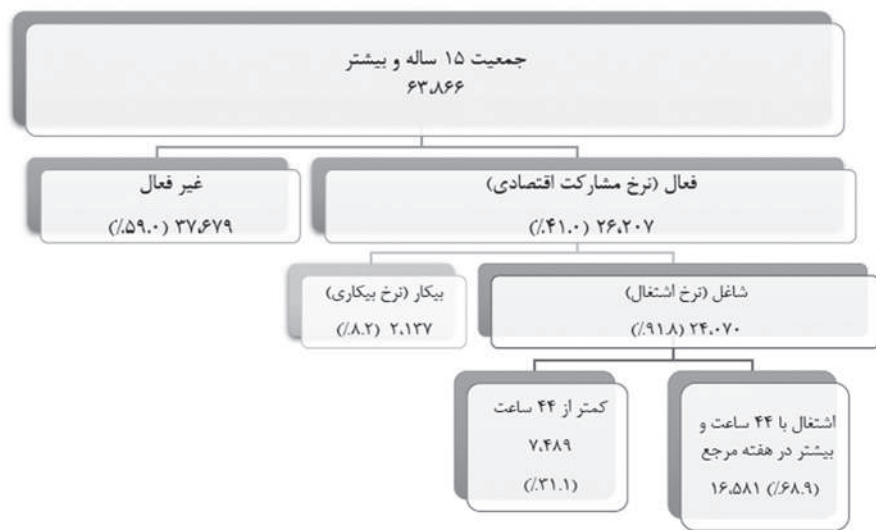 جمعیت ۱۵ ساله و بیشتر
۶۳،۸۶۶
فعال (نرخ مشارکت اقتصادی)
۲۶،۲۰۷ (٪۴۱.۰)
غیر فعال
۳۷،۶۷۹ (٪۵۹.۰)
شاغل (نرخ اشتغال)
۲۴،۰۷۰ (٪۹۱.۸)
بیکار (نرخ بیکاری)
۲،۱۳۷ (٪۸.۲)
اشتغال با ۴۴ ساعت و
بیشتر در هفته مرجع
۱۶،۵۸۱ (٪۶۸.۹)
کمتر از ۴۴ ساعت
۷،۴۸۹
(٪۳۱.۱)